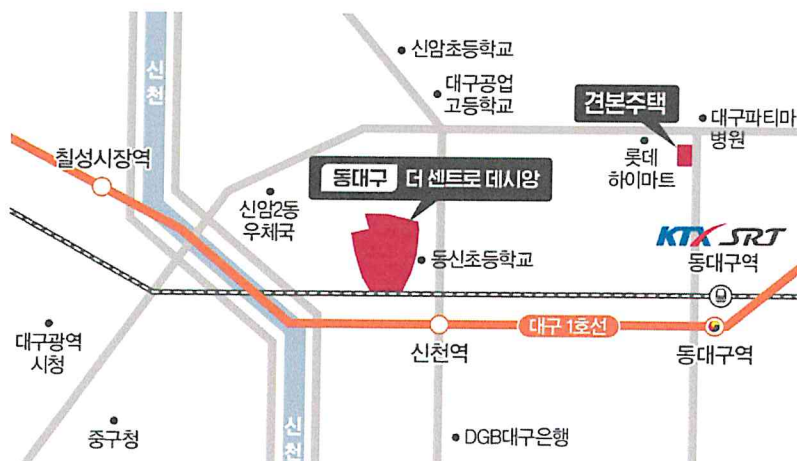 신암초등학교
신천
대구공업
고등학교
견본주택
대구파티마
병원
롯데
하이마트
칠성시장역
동대구 더 센트로 데시앙
신암2동
우체국
동신초등학교
KTX SRT
동대구역
대구광역
시청
신천역
대구 1호선
동대구역
중구청
신천
DGB대구은행